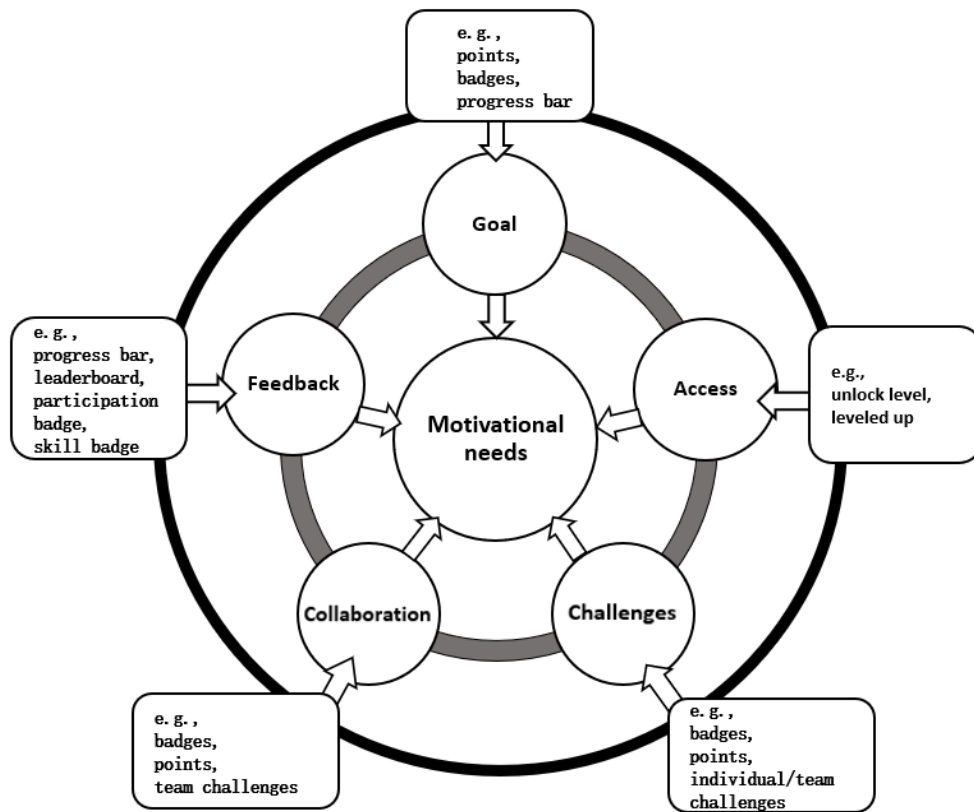 e.g.,
points,
badges,
progress bar
Goal
e.g.,
progress bar,
leaderboard,
participation
badge,
skill badge
Feedback
Access
e.g.,
unlock level,
leveled up
Motivational
needs
Collaboration
Challenges
e.g.,
badges,
points,
team challenges
e.g.,
badges,
points,
individual/team
challenges